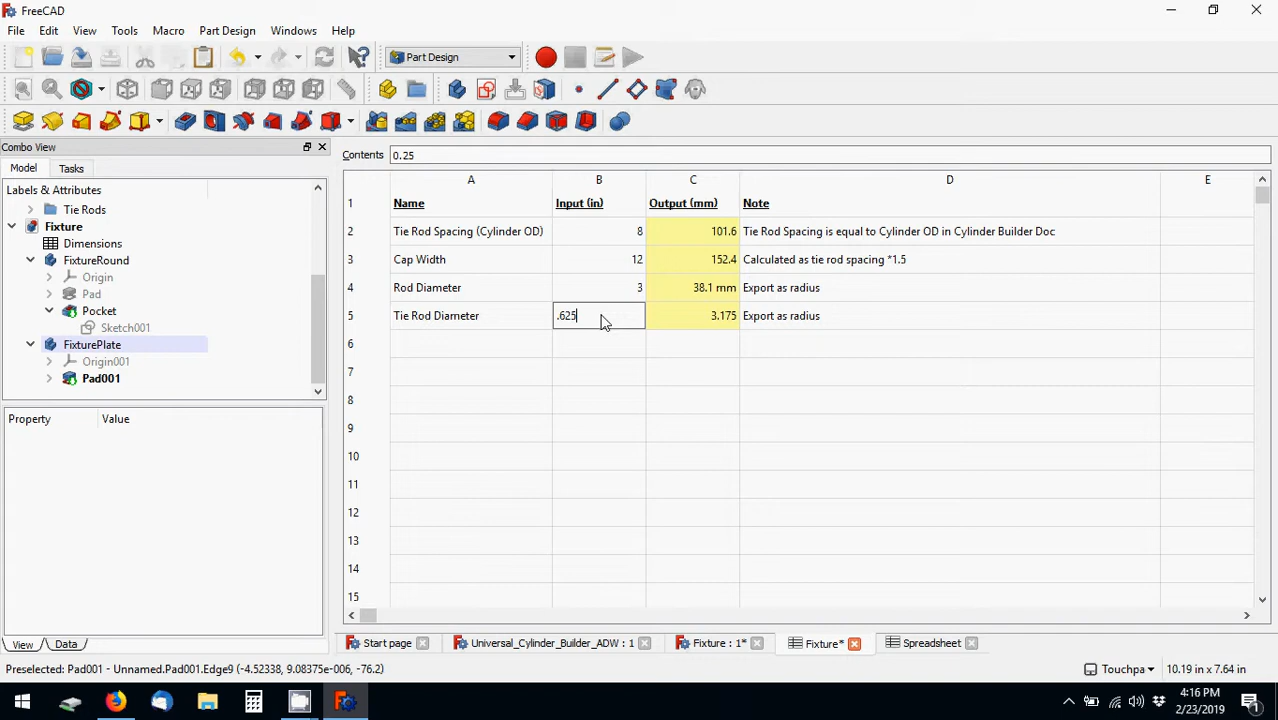 FreeCAD
File Edit View Tools Macro Part Design Windows Help
Part Design
Combo View
Model Tasks
Labels & Attributes
Tie Rods
Fixture
Dimensions
FixtureRound
Origin
Pad
Pocket
Sketch001
FixturePlate
Origin001
Pad001
Property Value
View Data
Contents 0.25
A B C D E
1 Name Input (in) Output (mm) Note
2 Tie Rod Spacing (Cylinder OD) 8 101.6 Tie Rod Spacing is equal to Cylinder OD in Cylinder Builder Doc
3 Cap Width 12 152.4 Calculated as tie rod spacing *1.5
4 Rod Diameter 3 38.1 mm Export as radius
5 Tie Rod Diameter .625 3.175 Export as radius
6
7
8
9
10
11
12
13
14
15
Start page Universal_Cylinder_Builder_ADW : 1 Fixture : 1* Fixture* Spreadsheet
Preselected: Pad001 - Unnamed.Pad001.Edge9 (-4.52338, 9.08375e-006, -76.2) Touchpa 10.19 in x 7.64 in
4:16 PM
2/23/2019
1